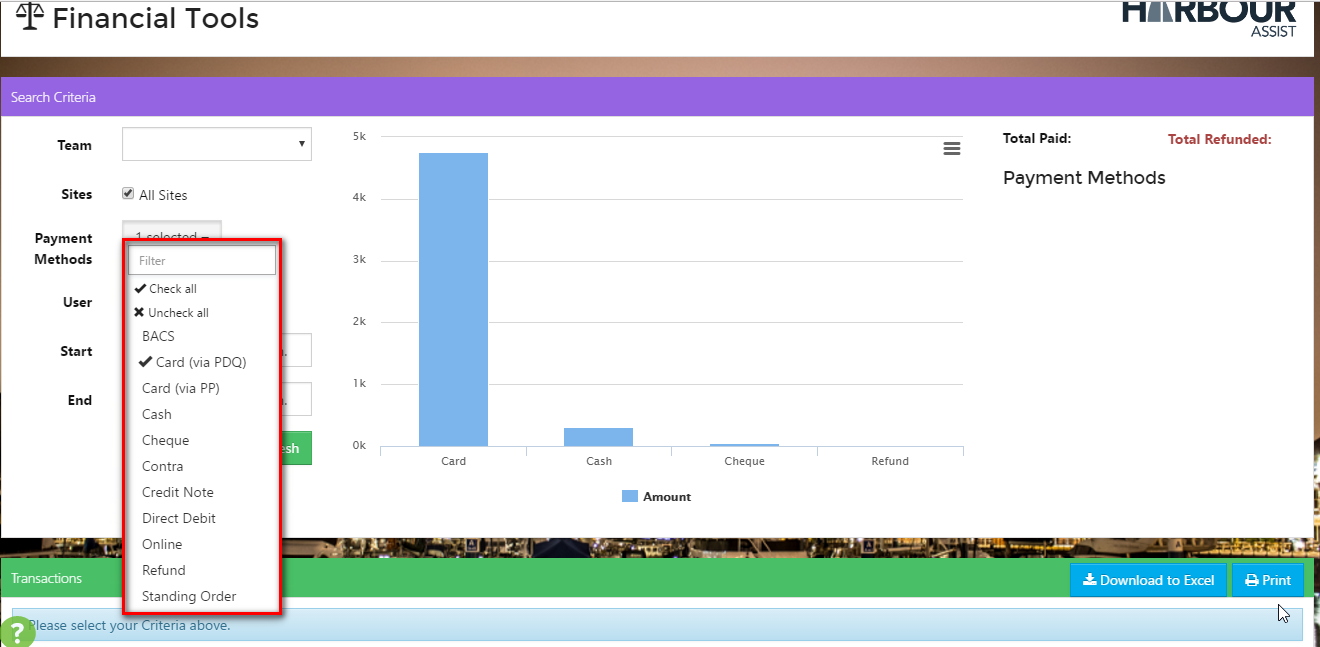 Financial Tools
HARBOUR
ASSIST
Search Criteria
Team
Sites
All Sites
Payment
Methods
1 selected
Filter
Check all
Uncheck all
BACS
Card (via PDQ)
Card (via PP)
Cash
Cheque
Contra
Credit Note
Direct Debit
Online
Refund
Standing Order
User
Start
End
esh
5k
4k
3k
2k
1k
0k
Card
Cash
Cheque
Refund
Amount
Total Paid:
Total Refunded:
Payment Methods
Transactions
Download to Excel
Print
Please select your Criteria above.
?